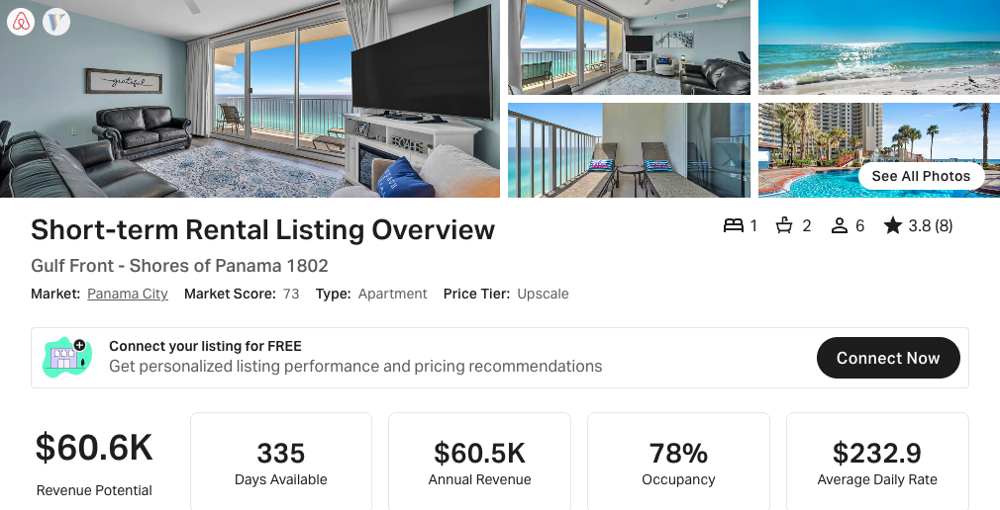 grateful
See All Photos
Short-term Rental Listing Overview
1 2 6 3.8 (8)
Gulf Front - Shores of Panama 1802
Market: Panama City Market Score: 73 Type: Apartment Price Tier: Upscale
Connect your listing for FREE
Get personalized listing performance and pricing recommendations
Connect Now
$60.6K
Revenue Potential
335
Days Available
$60.5K
Annual Revenue
78%
Occupancy
$232.9
Average Daily Rate